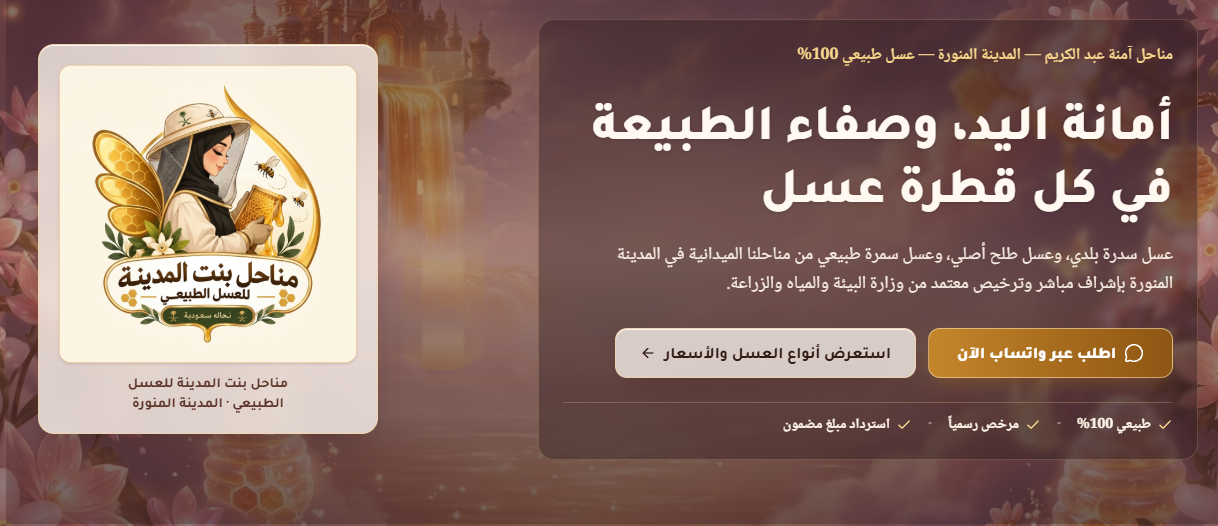 مناحل آمنة عبد الكريم — المدينة المنورة — عسل طبيعي 100%
أمانة اليد، وصفاء الطبيعة
في كل قطرة عسل
عسل سدرة بلدي، وعسل طلح أصلي، وعسل سمرة طبيعي من مناحلنا الميدانية في المدينة
المنورة بإشراف مباشر وترخيص معتمد من وزارة البيئة والمياه والزراعة.
اطلب عبر واتساب الآن
استعرض أنواع العسل والأسعار ←
طبيعي 100% • مرخص رسمياً • استرداد مبلغ مضمون
مناحل بنت المدينة
للعسل الطبيعي
نحالة سعودية
مناحل بنت المدينة للعسل
الطبيعي · المدينة المنورة